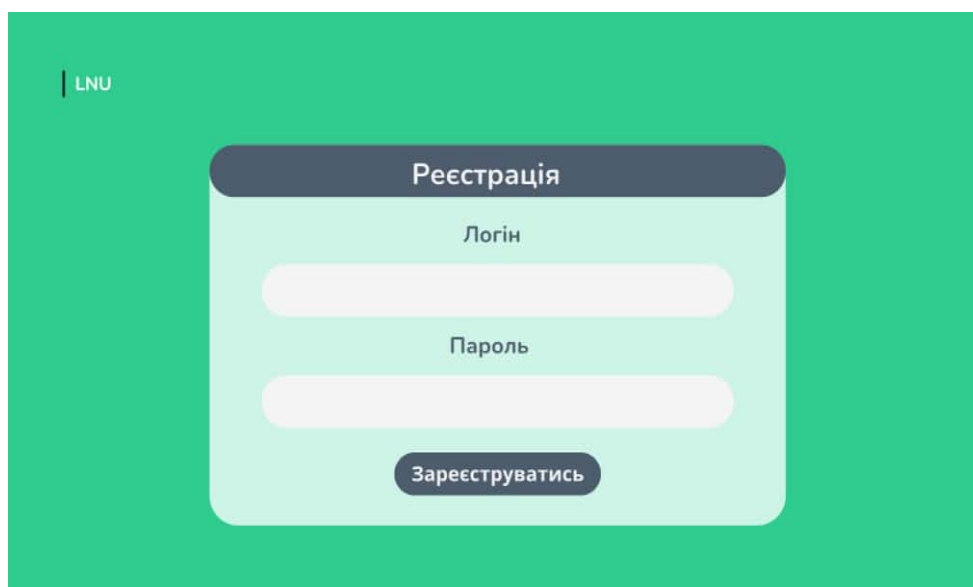 LNU
Реєстрація
Логін
Пароль
Зареєструватись